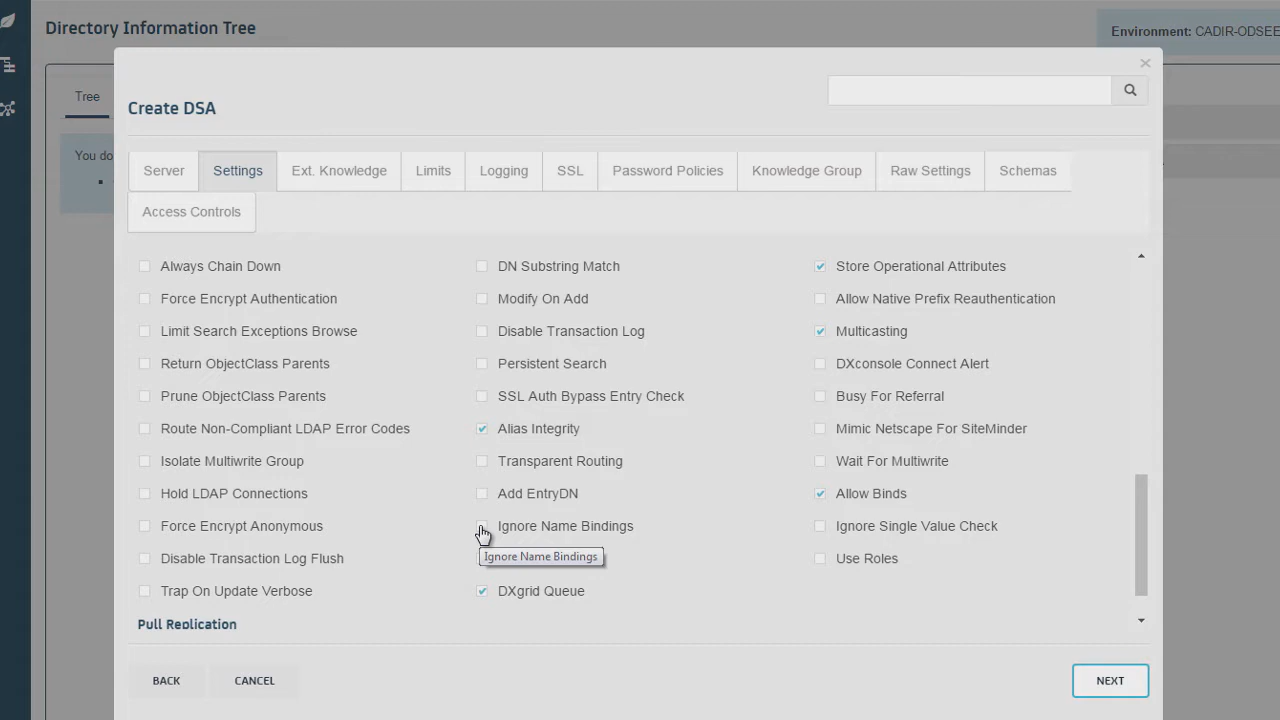 Directory Information Tree
Environment: CADIR-ODSEE
Tree
You do
Create DSA
×
Server
Settings
Ext. Knowledge
Limits
Logging
SSL
Password Policies
Knowledge Group
Raw Settings
Schemas
Access Controls
Always Chain Down
DN Substring Match
Store Operational Attributes
Force Encrypt Authentication
Modify On Add
Allow Native Prefix Reauthentication
Limit Search Exceptions Browse
Disable Transaction Log
Multicasting
Return ObjectClass Parents
Persistent Search
DXconsole Connect Alert
Prune ObjectClass Parents
SSL Auth Bypass Entry Check
Busy For Referral
Route Non-Compliant LDAP Error Codes
Alias Integrity
Mimic Netscape For SiteMinder
Isolate Multiwrite Group
Transparent Routing
Wait For Multiwrite
Hold LDAP Connections
Add EntryDN
Allow Binds
Force Encrypt Anonymous
Ignore Name Bindings
Ignore Single Value Check
Disable Transaction Log Flush
Ignore Name Bindings
Use Roles
Trap On Update Verbose
DXgrid Queue
Pull Replication
BACK
CANCEL
NEXT